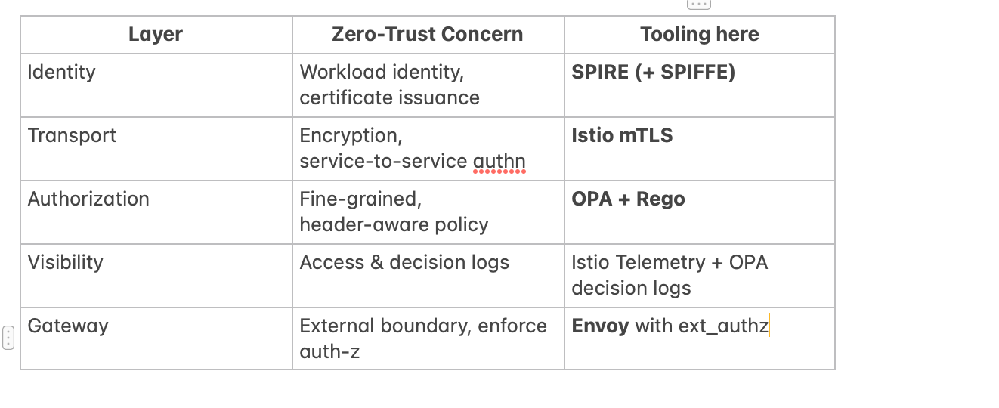 Layer
Zero-Trust Concern
Tooling here
Identity
Workload identity,
certificate issuance
SPIRE (+ SPIFFE)
Transport
Encryption,
service-to-service authn
Istio mTLS
Authorization
Fine-grained,
header-aware policy
OPA + Rego
Visibility
Access & decision logs
Istio Telemetry + OPA
decision logs
Gateway
External boundary, enforce
auth-z
Envoy with ext_authz